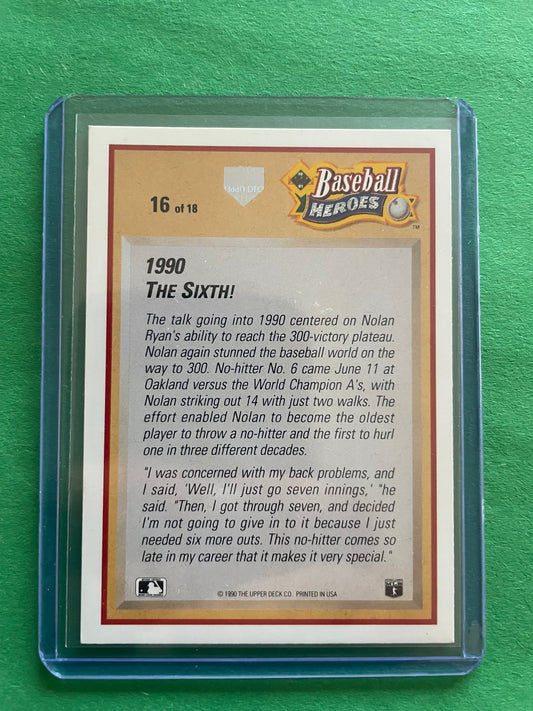 Baseball
HEROES
TM
16 of 18
1990
THE SIXTH!
The talk going into 1990 centered on Nolan
Ryan's ability to reach the 300-victory plateau.
Nolan again stunned the baseball world on
the way to 300. No-hitter No. 6 came June 11 at
Oakland versus the World Champion A's, with
Nolan striking out 14 with just two walks. The
effort enabled Nolan to become the oldest
player to throw a no-hitter and the first to hurl
one in three different decades.
"I was concerned with my back problems, and
I said, 'Well, I'll just go seven innings,' "he
said. "Then, I got through seven, and decided
I'm not going to give in to it because I just
needed six more outs. This no-hitter comes so
late in my career that it makes it very special."
© 1990 THE UPPER DECK CO. PRINTED IN USA